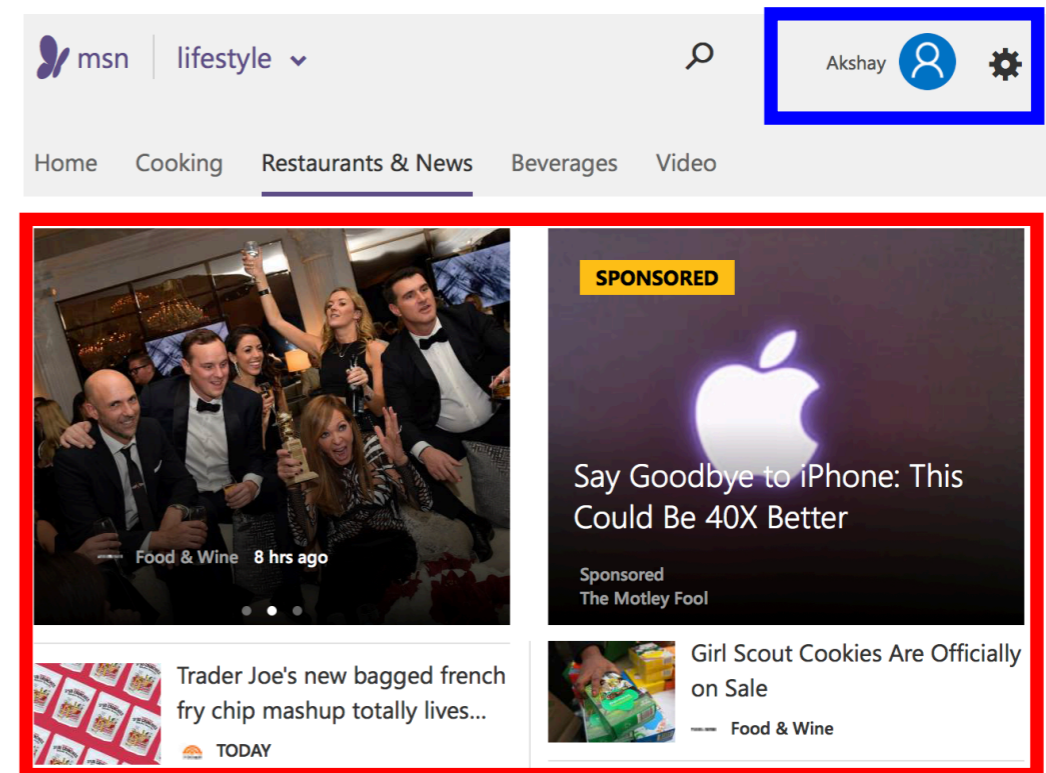 msn
lifestyle
Akshay
Home Cooking Restaurants & News Beverages Video
Food & Wine 8 hrs ago
SPONSORED
Say Goodbye to iPhone: This
Could Be 40X Better
Sponsored
The Motley Fool
Trader Joe's new bagged french
fry chip mashup totally lives...
TODAY
Girl Scout Cookies Are Officially
on Sale
Food & Wine